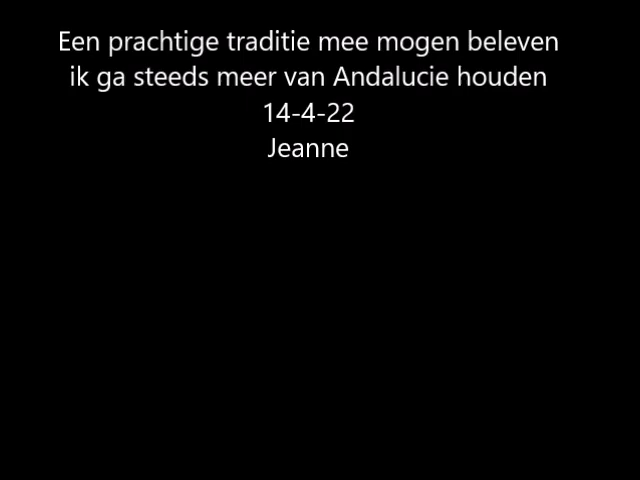 Een prachtige traditie mee mogen beleven
ik ga steeds meer van Andalucie houden
14-4-22
Jeanne